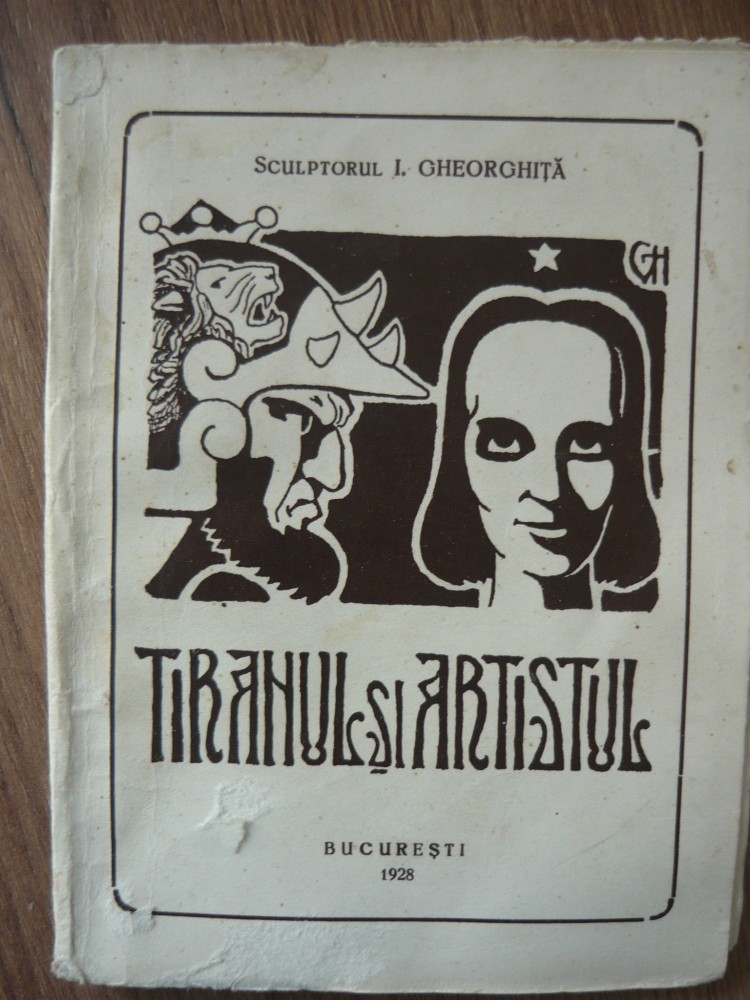 SCULPTORUL I. GHEORGHIȚĂ
GH
TIRANUL ȘI ARTISTUL
BUCUREȘTI
1928